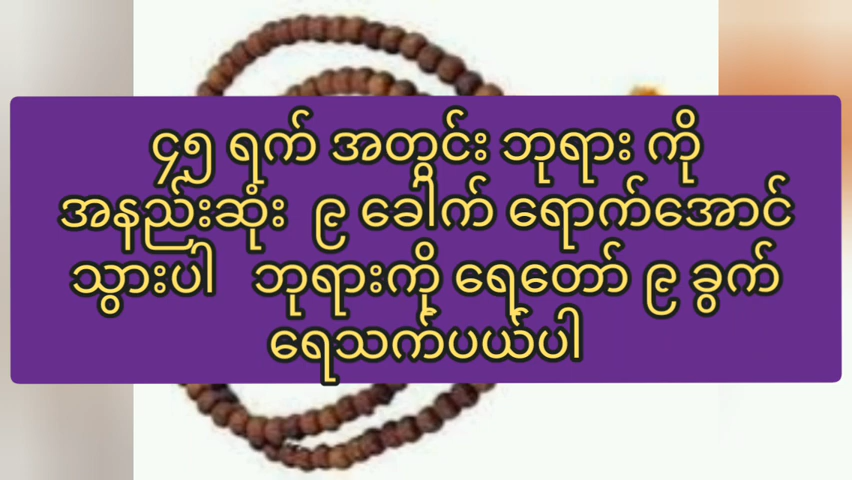 ၄၅ ရက် အတွင်း ဘုရား ကို
အနည်းဆုံး ၉ ခေါက် ရောက်အောင်
သွားပါ ဘုရားကို ရေတော် ၉ ခွက်
ရေသက်ပယ်ပါ